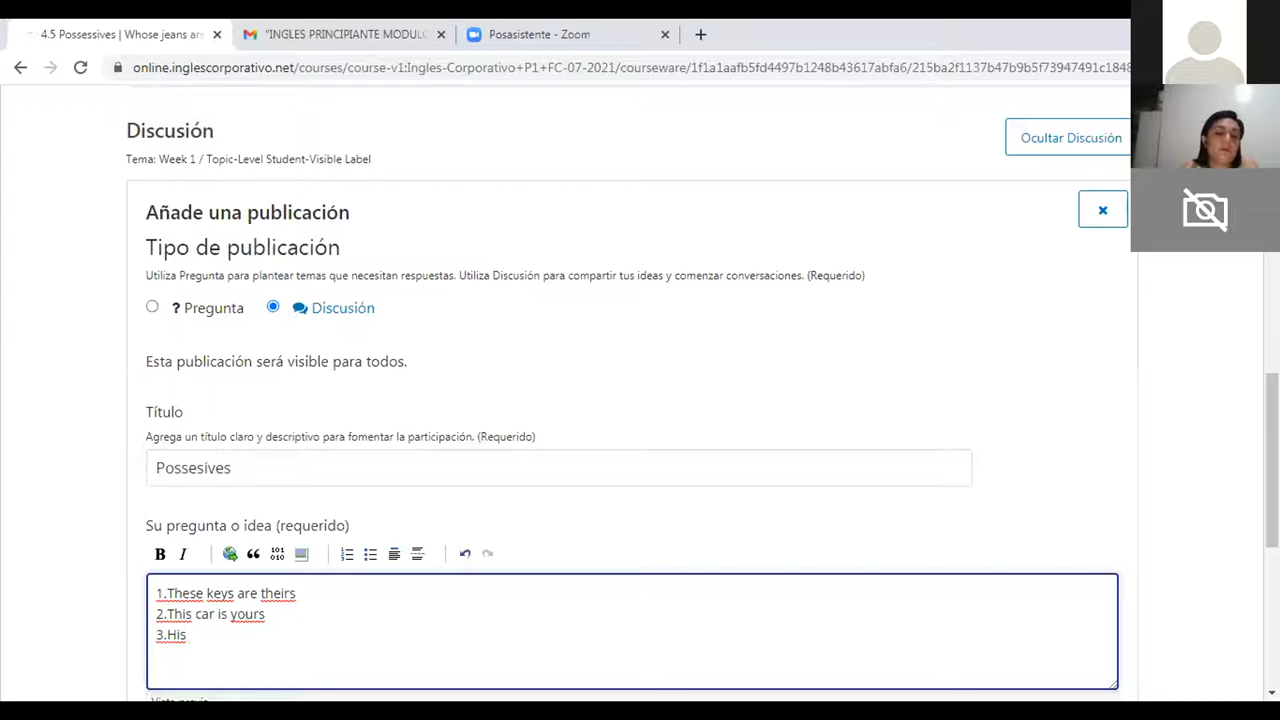 4.5 Possessives | Whose jeans are
"INGLES PRINCIPIANTE MODULO
Posasistente - Zoom
online.inglescorporativo.net/courses/course-v1:Ingles-Corporativo+P1+FC-07-2021/courseware/1f1a1aafb5fd4497b1248b43617abfa6/215ba2f1137b47b9b5f73947491c1848
Discusión
Ocultar Discusión
Tema: Week 1 / Topic-Level Student-Visible Label
Añade una publicación
Tipo de publicación
Utiliza Pregunta para plantear temas que necesitan respuestas. Utiliza Discusión para compartir tus ideas y comenzar conversaciones. (Requerido)
? Pregunta Discusión
Esta publicación será visible para todos.
Título
Agrega un título claro y descriptivo para fomentar la participación. (Requerido)
Possesives
Su pregunta o idea (requerido)
B I
1.These keys are theirs
2.This car is yours
3.His